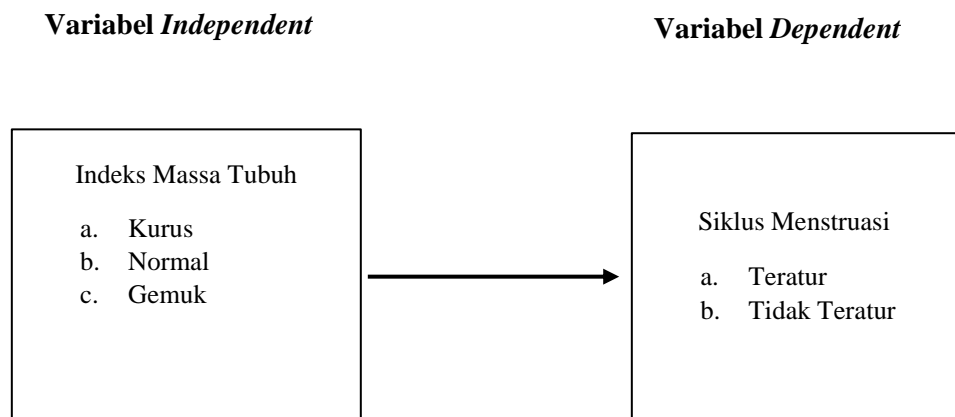 Variabel Independent
Variabel Dependent
Indeks Massa Tubuh
a. Kurus
b. Normal
c. Gemuk
Siklus Menstruasi
a. Teratur
b. Tidak Teratur